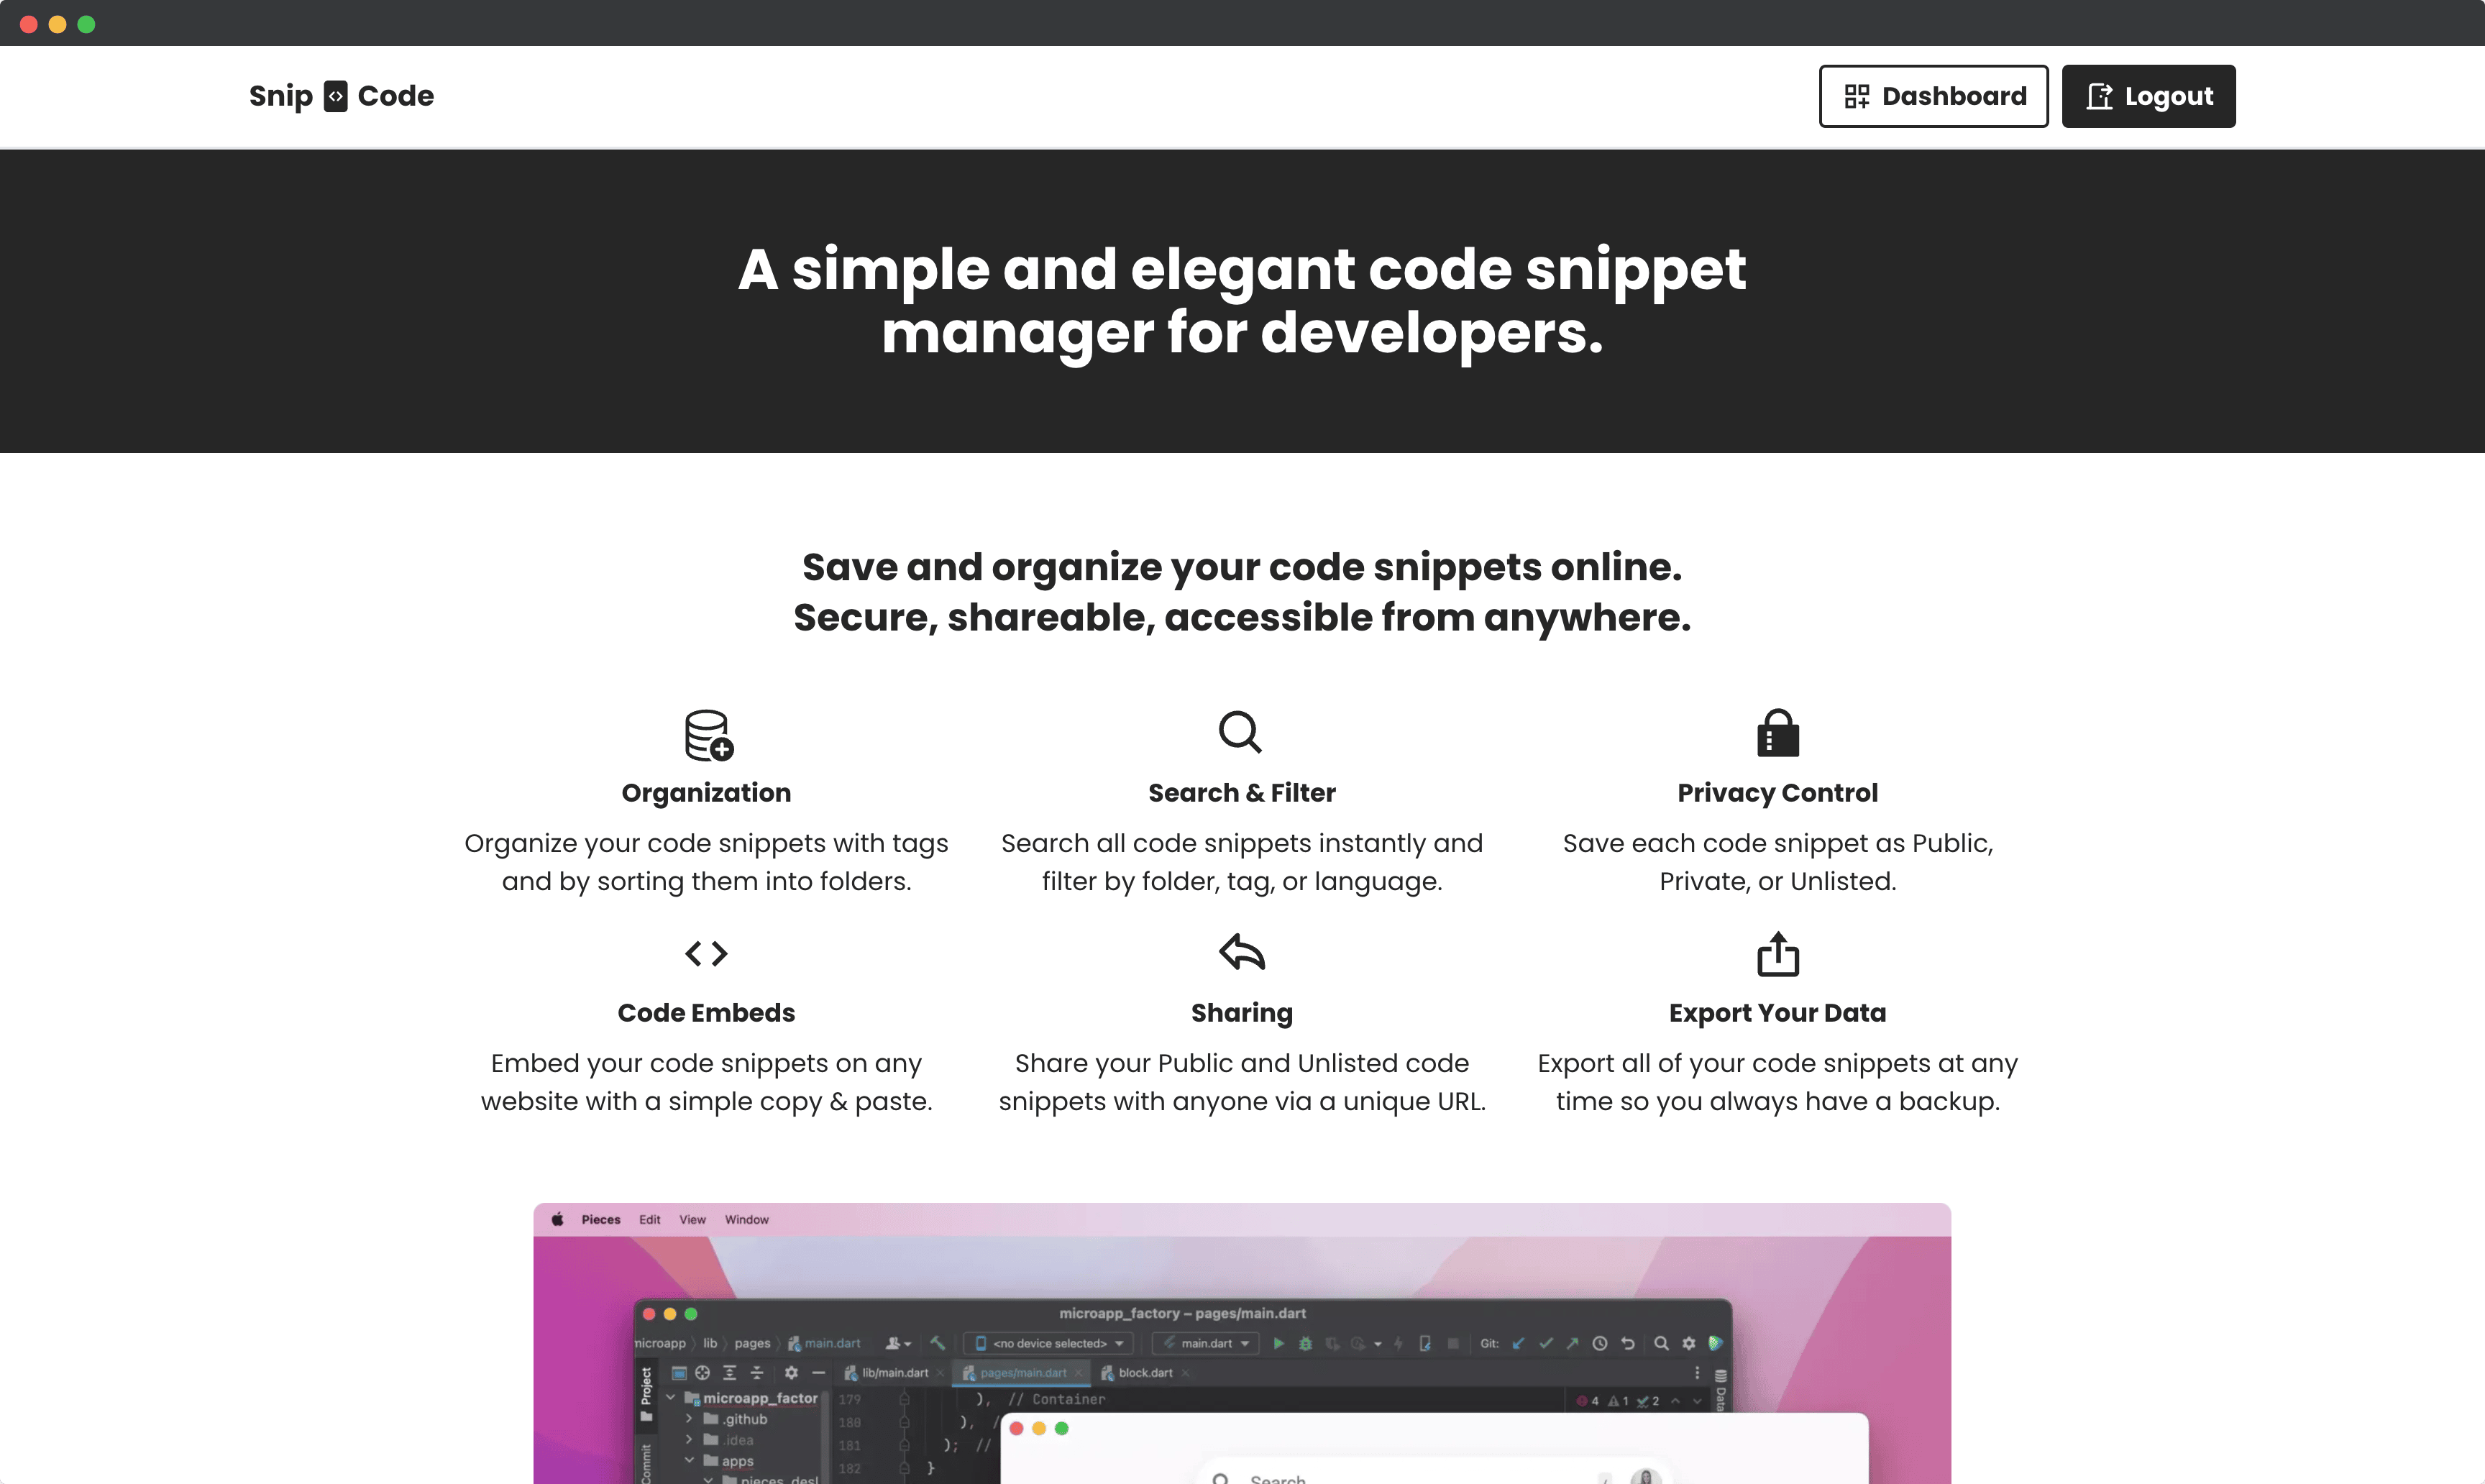 Snip Code
Dashboard
Logout
A simple and elegant code snippet
manager for developers.
Save and organize your code snippets online.
Secure, shareable, accessible from anywhere.
Organization
Organize your code snippets with tags
and by sorting them into folders.
Search & Filter
Search all code snippets instantly and
filter by folder, tag, or language.
Privacy Control
Save each code snippet as Public,
Private, or Unlisted.
Code Embeds
Embed your code snippets on any
website with a simple copy & paste.
Sharing
Share your Public and Unlisted code
snippets with anyone via a unique URL.
Export Your Data
Export all of your code snippets at any
time so you always have a backup.
Pieces Edit View Window
microapp_factory – pages/main.dart
microapp lib pages main.dart <no device selected> main.dart Git:
lib/main.dart pages/main.dart block.dart
Project
Data
microapp_factor
.github
.idea
apps
Commit
179 ), // Container
4 1 2
180 ), /
181 ); //
182 }
Search
/